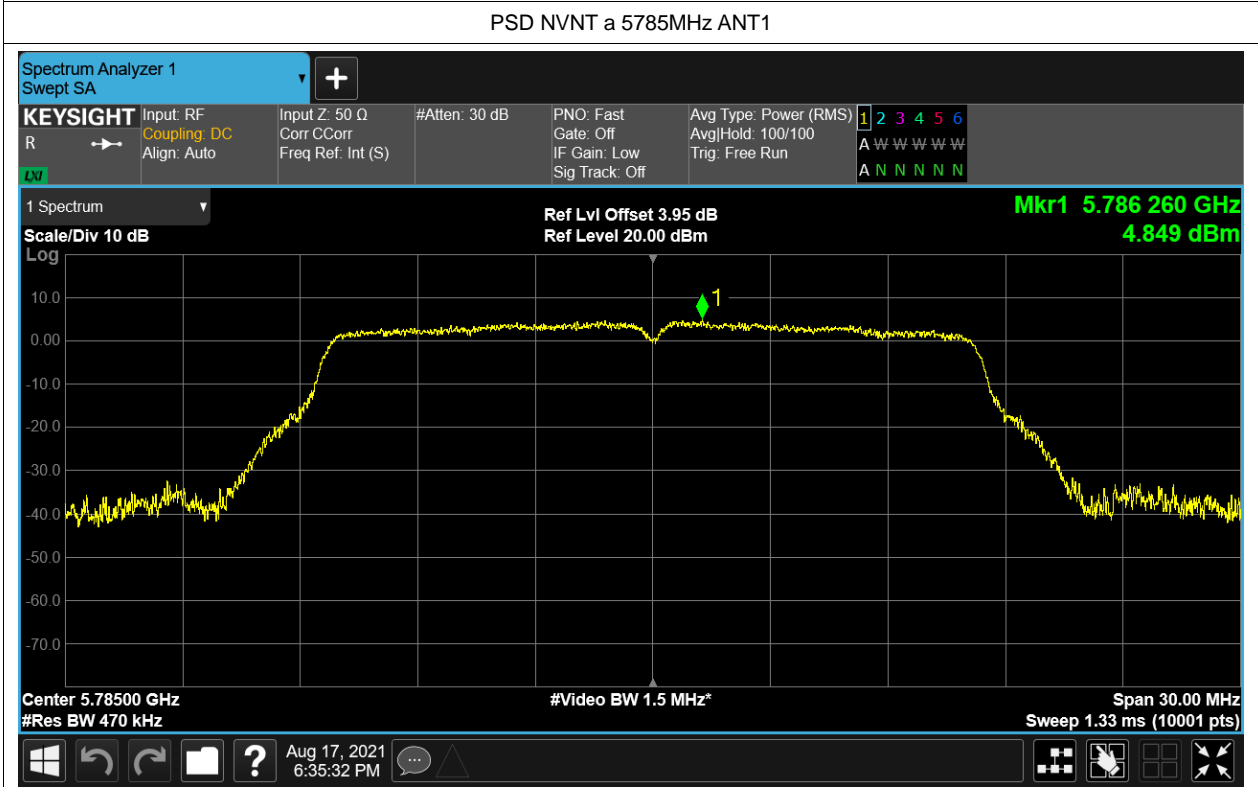 PSD NVNT a 5785MHz ANT1
Spectrum Analyzer 1
Swept SA
KEYSIGHT
R
LXI
Input: RF
Coupling: DC
Align: Auto
Input Z: 50 Ω
Corr CCorr
Freq Ref: Int (S)
#Atten: 30 dB
PNO: Fast
Gate: Off
IF Gain: Low
Sig Track: Off
Avg Type: Power (RMS)
Avg|Hold: 100/100
Trig: Free Run
1 2 3 4 5 6
A W W W W W
A N N N N N
1 Spectrum
Scale/Div 10 dB
Log
Ref Lvl Offset 3.95 dB
Ref Level 20.00 dBm
Mkr1 5.786 260 GHz
4.849 dBm
10.0
0.00
-10.0
-20.0
-30.0
-40.0
-50.0
-60.0
-70.0
1
Center 5.78500 GHz
#Res BW 470 kHz
#Video BW 1.5 MHz*
Span 30.00 MHz
Sweep 1.33 ms (10001 pts)
?
Aug 17, 2021
6:35:32 PM